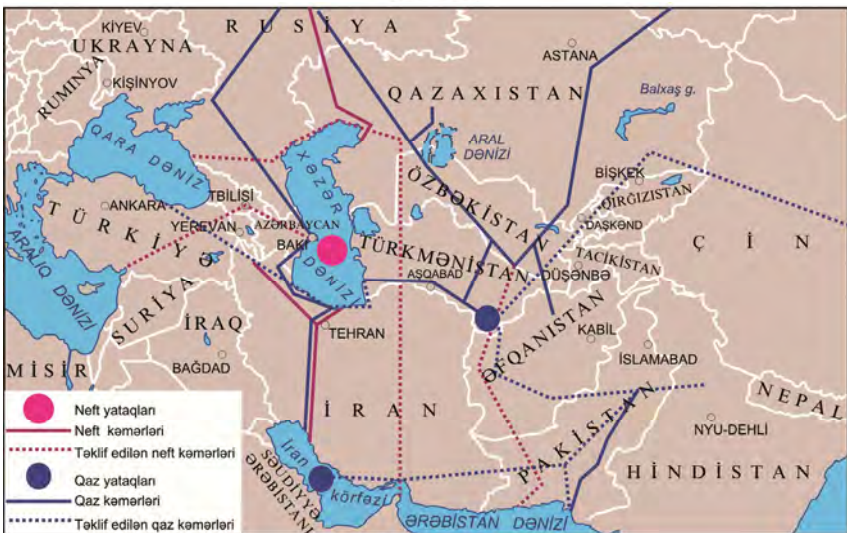 KİYEV
UKRAYNA
RUSİYA
RUMINYA
KİŞİNYOV
ASTANA
QAZAXISTAN
Balxaş g.
QARA DƏNİZ
XƏZƏR DƏNİZİ
ARAL DƏNİZİ
ÖZBƏKİSTAN
BİŞKEK
QIRĞIZISTAN
DAŞKƏND
ANKARA
TÜRKİYƏ
TBİLİSİ
YEREVAN
AZƏRBAYCAN
BAKI
TÜRKMƏNİSTAN
AŞQABAD
DÜŞƏNBƏ
TACİKİSTAN
ÇİN
ARALIQ DƏNİZİ
SURİYA
İRAQ
BAĞDAD
TEHRAN
ƏFQANISTAN
KABİL
İSLAMABAD
MİSİR
İRAN
PAKİSTAN
NEPAL
NYU-DEHLİ
HİNDİSTAN
SƏUDİYYƏ
ƏRƏBİSTANI
İran körfəzi
ƏRƏBİSTAN DƏNİZİ
Neft yataqları
Neft kəmərləri
Təklif edilən neft kəmərləri
Qaz yataqları
Qaz kəmərləri
Təklif edilən qaz kəmərləri